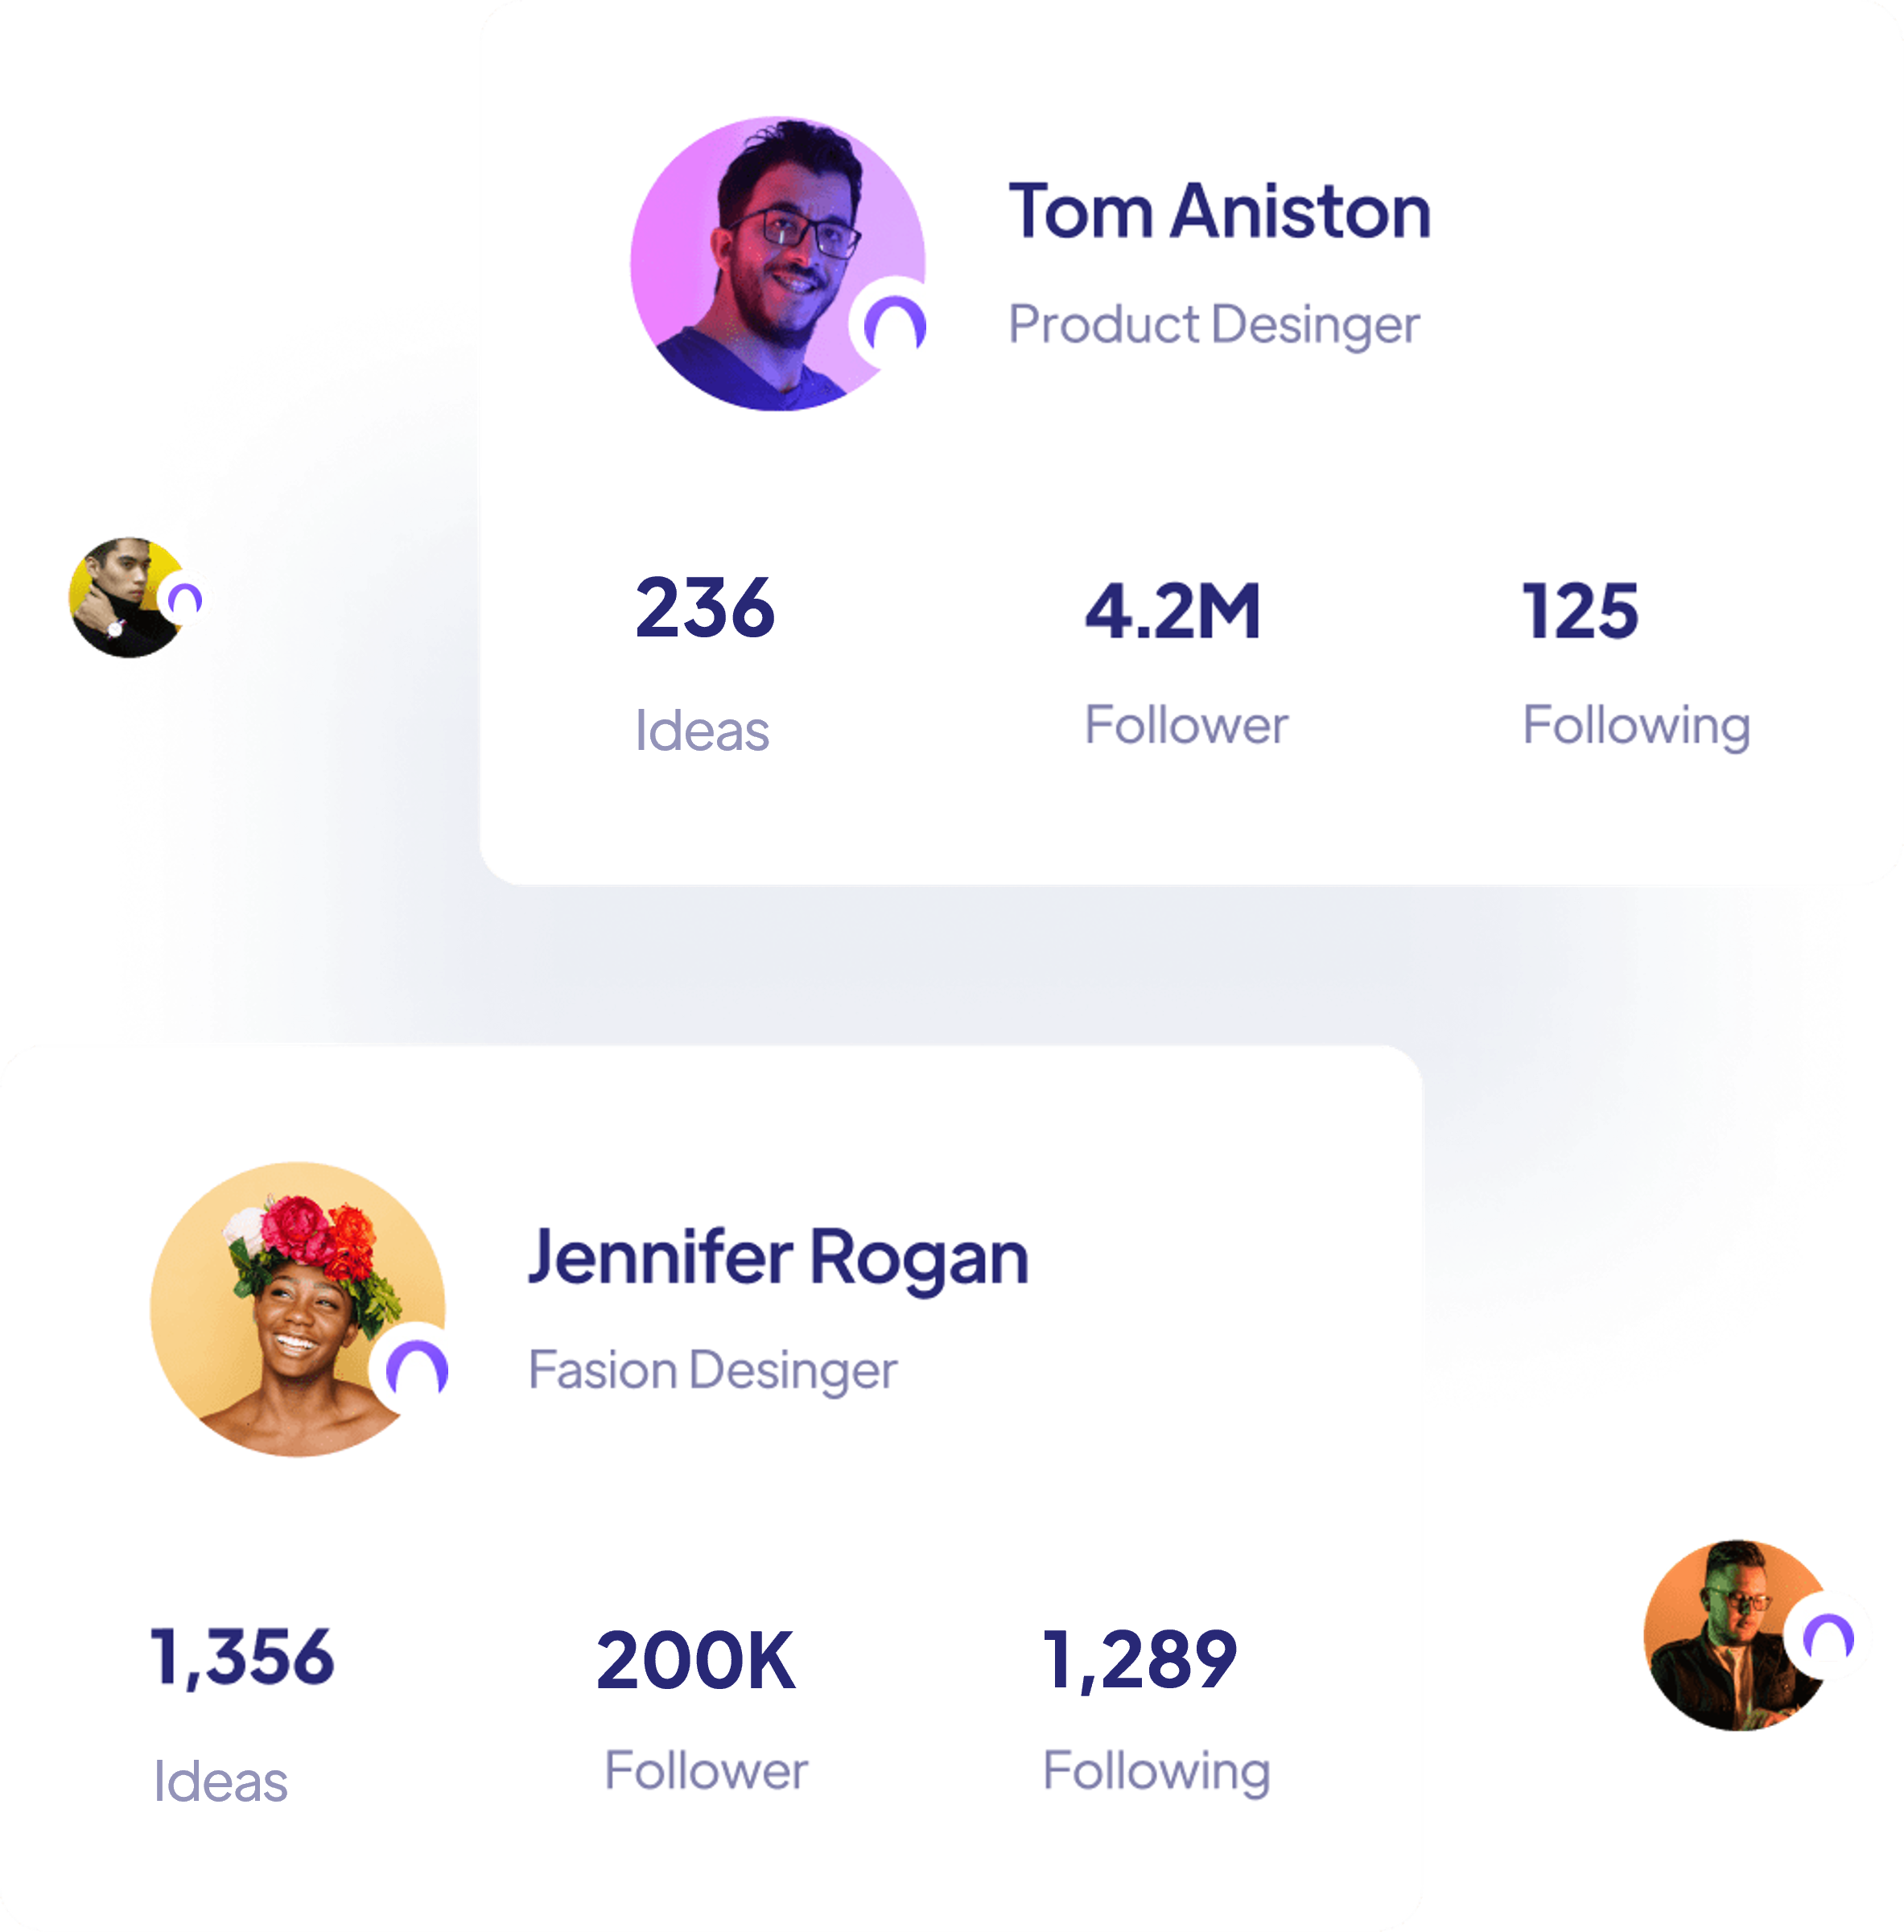 Tom Aniston
Product Desinger
236
4.2M
125
Ideas
Follower
Following
Jennifer Rogan
Fasion Desinger
1,356
200K
1,289
Ideas
Follower
Following